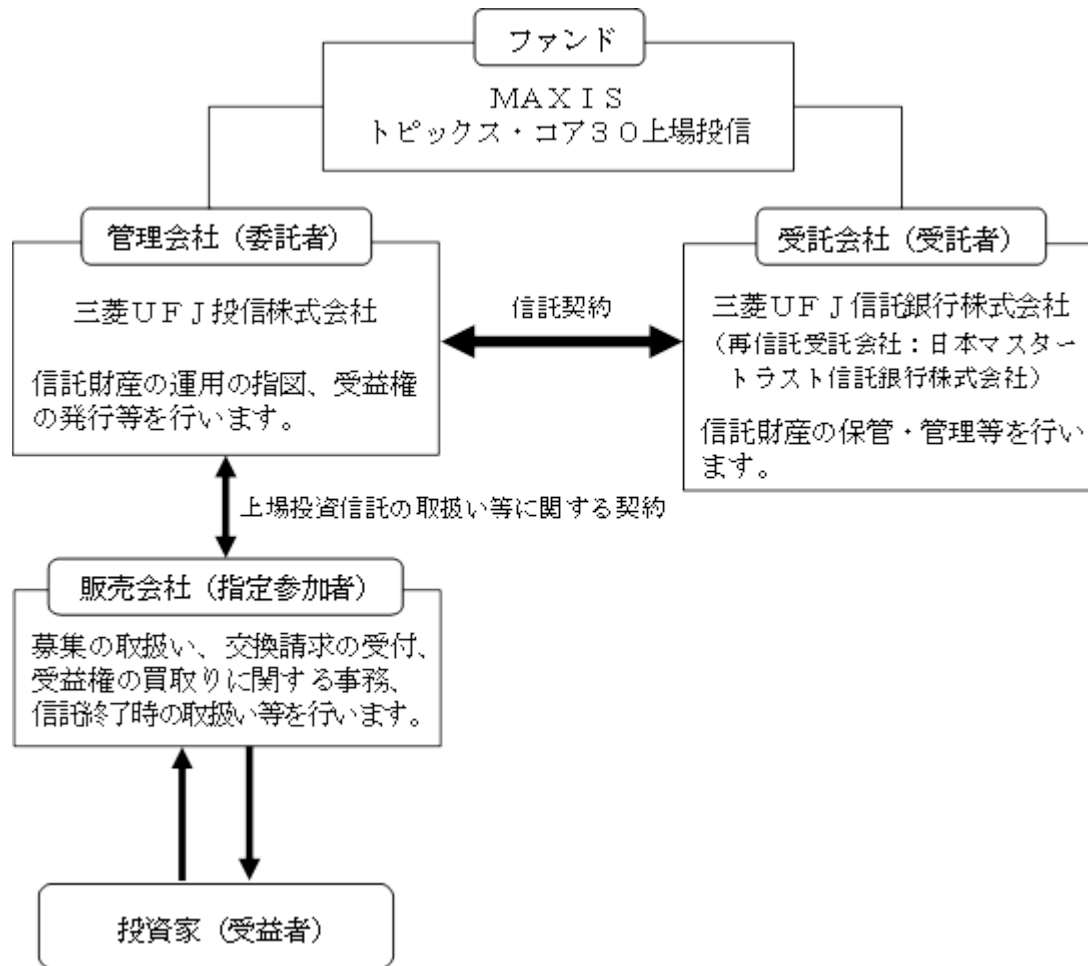 ファンド
ＭＡＸＩＳ
トピックス・コア３０上場投信
管理会社（委託者）
三菱ＵＦＪ投信株式会社
信託財産の運用の指図、受益権
の発行等を行います。
信託契約
受託会社（受託者）
三菱ＵＦＪ信託銀行株式会社
（再信託受託会社：日本マスター
トラスト信託銀行株式会社）
信託財産の保管・管理等を行い
ます。
上場投資信託の取扱い等に関する契約
販売会社（指定参加者）
募集の取扱い、交換請求の受付、
受益権の買取りに関する事務、
信託終了時の取扱い等を行います。
投資家（受益者）